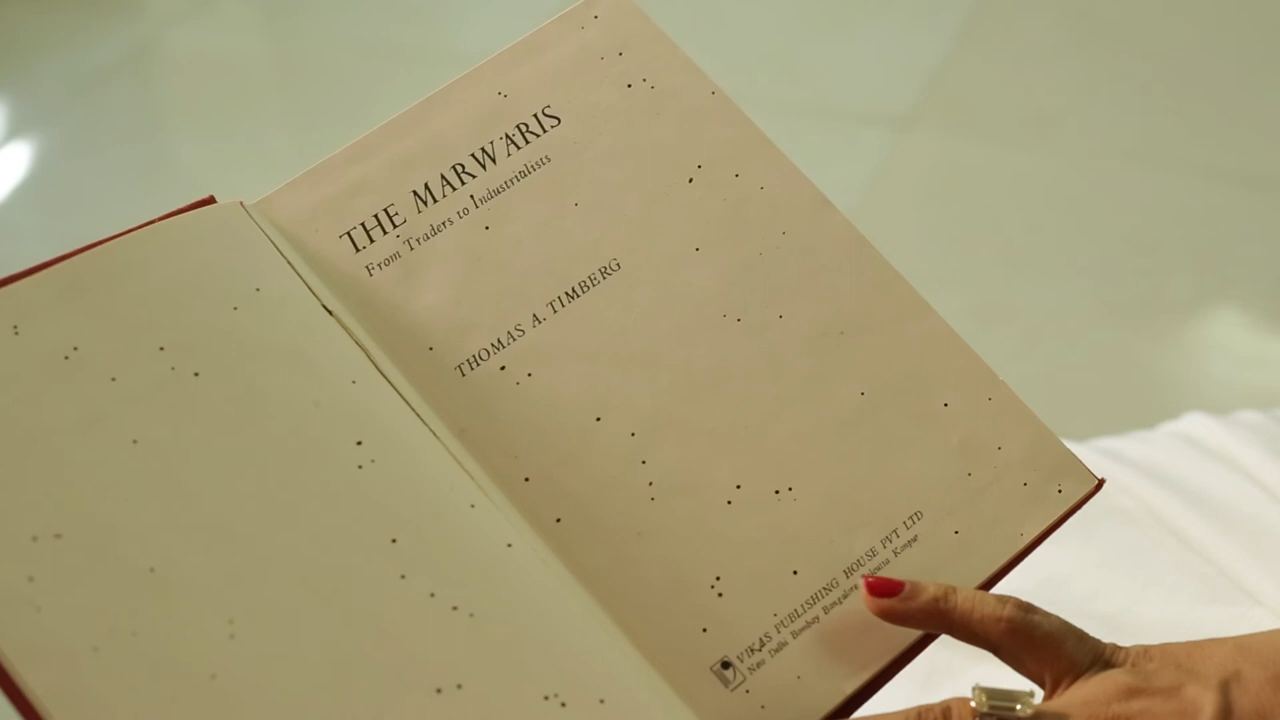 THE MARWARIS
From Traders to Industrialists
THOMAS A. TIMBERG
VIKAS PUBLISHING HOUSE PVT LTD
New Delhi Bombay Bangalore Calcutta Kanpur